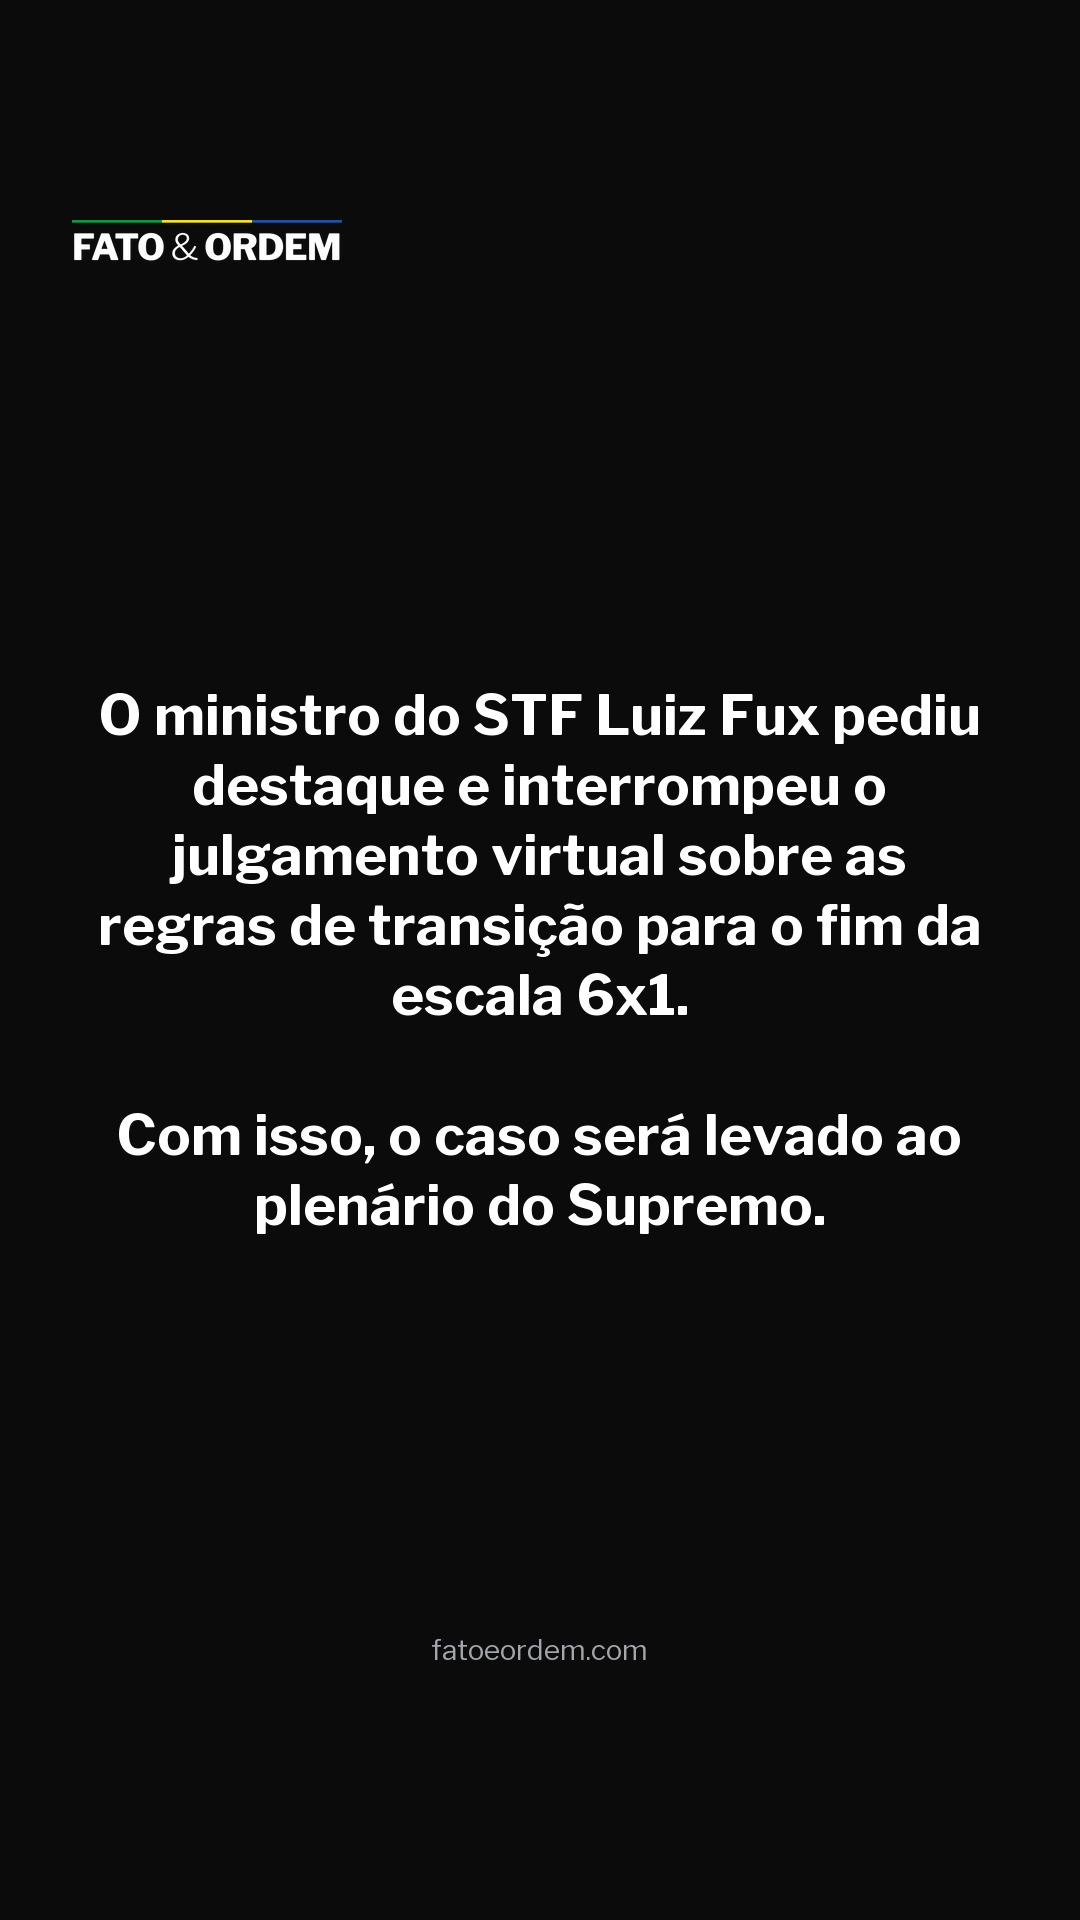 FATO & ORDEM
O ministro do STF Luiz Fux pediu
destaque e interrompeu o
julgamento virtual sobre as
regras de transição para o fim da
escala 6x1.
Com isso, o caso será levado ao
plenário do Supremo.
fatoeordem.com